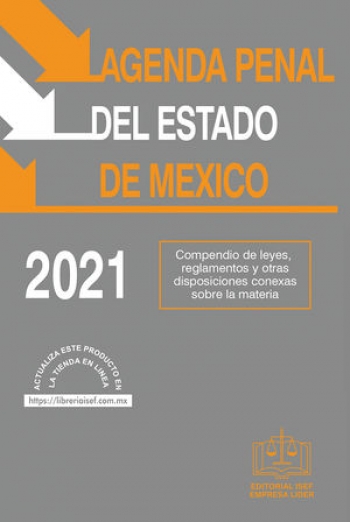 AGENDA PENAL
DEL ESTADO
DE MEXICO
2021
Compendio de leyes,
reglamentos y otras
disposiciones conexas
sobre la materia
ACTUALIZA ESTE PRODUCTO EN
LA TIENDA EN LÍNEA
https://libreriaisef.com.mx
EDITORIAL ISEF
EMPRESA LIDER